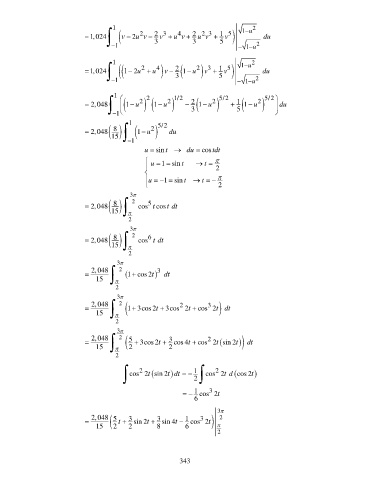 = 1,024 ∫_{-1}^{1} ( v − 2u²v − 2/3 v³ + u⁴v + 2/3 u²v³ + 1/5 v⁵ ) |_{−√(1−u²)}^{√(1−u²)} du
= 1,024 ∫_{-1}^{1} ( (1 − 2u² + u⁴) v − 2/3 (1 − u²) v³ + 1/5 v⁵ ) |_{−√(1−u²)}^{√(1−u²)} du
= 2,048 ∫_{-1}^{1} ( (1 − u²)² (1 − u²)^{1/2} − 2/3 (1 − u²)^{5/2} + 1/5 (1 − u²)^{5/2} ) du
= 2,048 (8/15) ∫_{-1}^{1} (1 − u²)^{5/2} du
u = sin t → du = cos tdt
{ u = 1 = sin t → t = π/2
u = −1 = sin t → t = − π/2
= 2,048 (8/15) ∫_{π/2}^{3π/2} cos⁵ t cos t dt
= 2,048 (8/15) ∫_{π/2}^{3π/2} cos⁶ t dt
= 2,048/15 ∫_{π/2}^{3π/2} (1 + cos 2t)³ dt
= 2,048/15 ∫_{π/2}^{3π/2} ( 1 + 3 cos 2t + 3 cos² 2t + cos³ 2t ) dt
= 2,048/15 ∫_{π/2}^{3π/2} ( 5/2 + 3 cos 2t + 3/2 cos 4t + cos² 2t (sin 2t) ) dt
∫ cos² 2t (sin 2t) dt = − 1/2 ∫ cos² 2t d (cos 2t)
= − 1/6 cos³ 2t
= 2,048/15 ( 5/2 t + 3/2 sin 2t + 3/8 sin 4t − 1/6 cos³ 2t ) |_{π/2}^{3π/2}
343